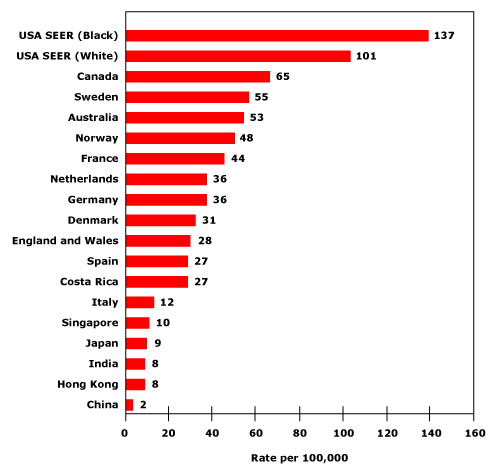 USA SEER (Black) 137
USA SEER (White) 101
Canada 65
Sweden 55
Australia 53
Norway 48
France 44
Netherlands 36
Germany 36
Denmark 31
England and Wales 28
Spain 27
Costa Rica 27
Italy 12
Singapore 10
Japan 9
India 8
Hong Kong 8
China 2
0 20 40 60 80 100 120 140 160
Rate per 100,000